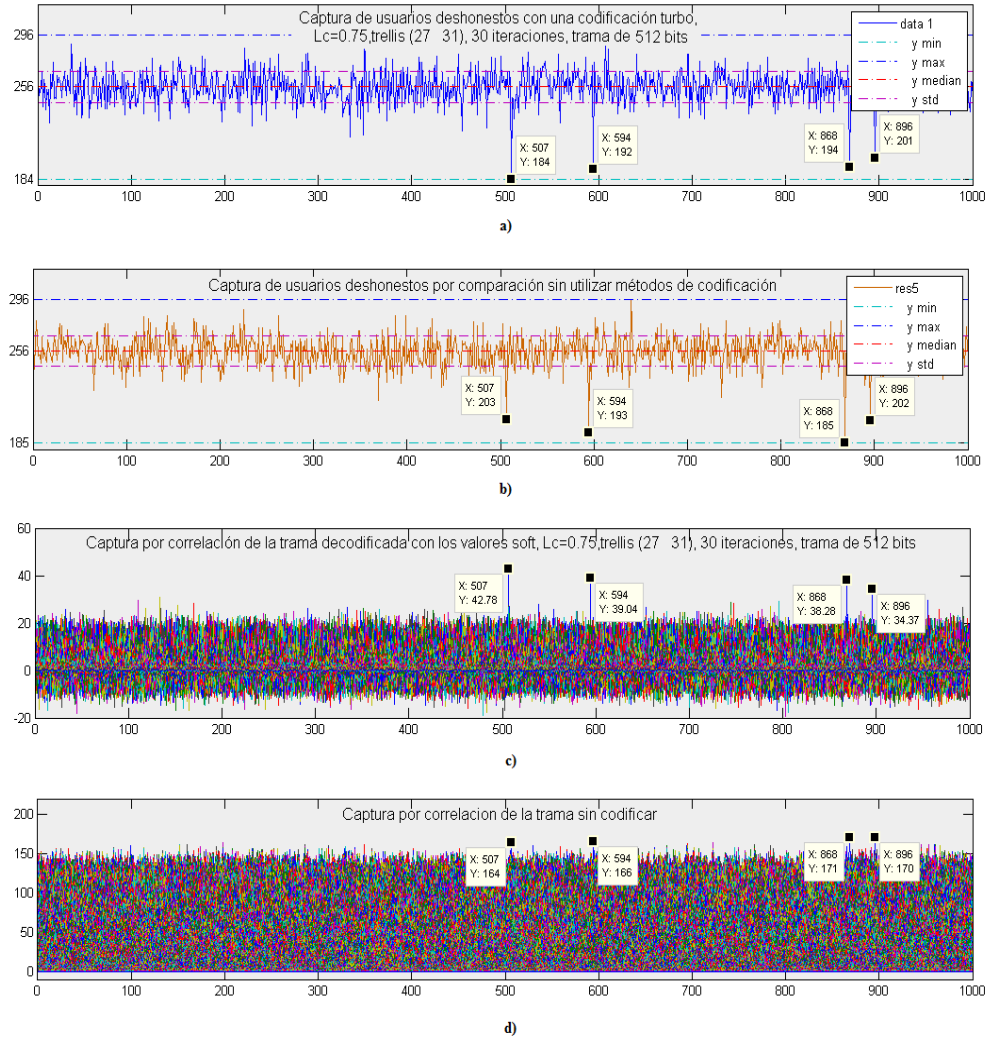 Captura de usuarios deshonestos con una codificación turbo,
Lc=0.75,trellis (27 31), 30 iteraciones, trama de 512 bits
data 1
y min
y max
y median
y std
296
256
184
X: 507
Y: 184
X: 594
Y: 192
X: 868
Y: 194
X: 896
Y: 201
0 100 200 300 400 500 600 700 800 900 1000
a)
Captura de usuarios deshonestos por comparación sin utilizar métodos de codificación
res5
y min
y max
y median
y std
296
256
185
X: 507
Y: 203
X: 594
Y: 193
X: 868
Y: 185
X: 896
Y: 202
0 100 200 300 400 500 600 700 800 900 1000
b)
Captura por correlación de la trama decodificada con los valores soft, Lc=0.75,trellis (27 31), 30 iteraciones, trama de 512 bits
60
40
20
0
-20
X: 507
Y: 42.78
X: 594
Y: 39.04
X: 868
Y: 38.28
X: 896
Y: 34.37
0 100 200 300 400 500 600 700 800 900 1000
c)
Captura por correlacion de la trama sin codificar
200
150
100
50
0
X: 507
Y: 164
X: 594
Y: 166
X: 868
Y: 171
X: 896
Y: 170
0 100 200 300 400 500 600 700 800 900 1000
d)